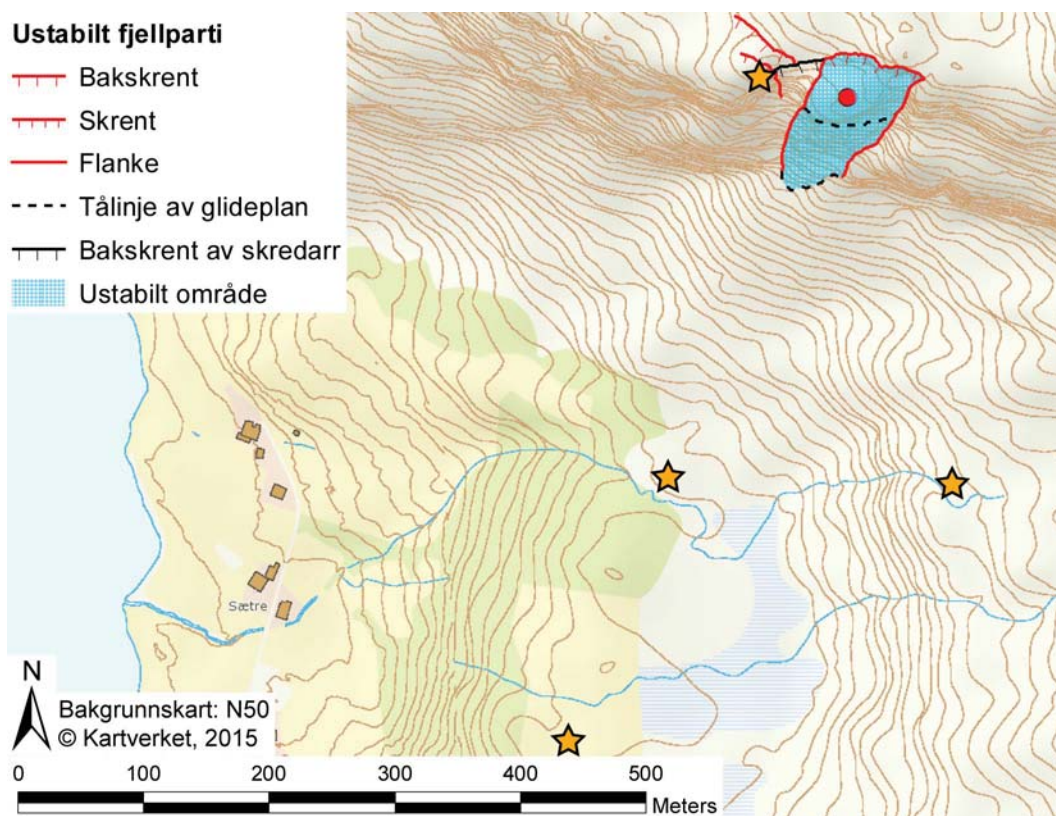 Ustabilt fjellparti
Bakskrent
Skrent
Flanke
Tålinje av glideplan
Bakskrent av skredarr
Ustabilt område
Sætre
N
Bakgrunnskart: N50
© Kartverket, 2015
0 100 200 300 400 500
Meters